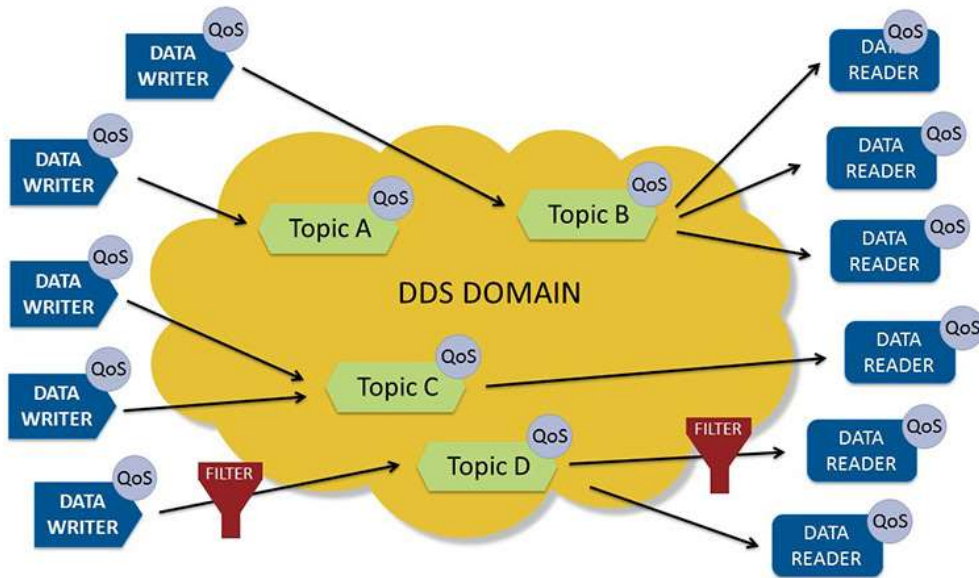 QoS
DATA
WRITER
QoS
DATA
READER
QoS
DATA
WRITER
QoS
DATA
READER
QoS
Topic A
QoS
Topic B
QoS
DATA
READER
QoS
DATA
WRITER
DDS DOMAIN
QoS
DATA
READER
QoS
Topic C
QoS
DATA
WRITER
QoS
Topic D
FILTER
QoS
DATA
READER
QoS
DATA
WRITER
FILTER
QoS
DATA
READER